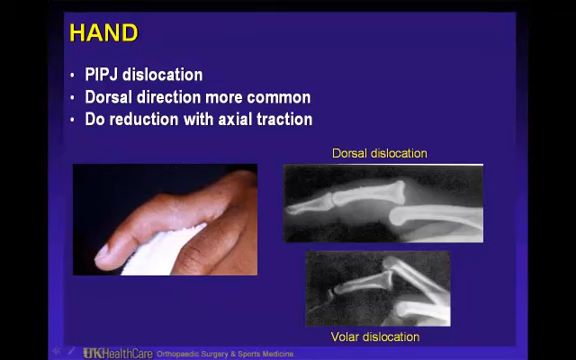 HAND
• PIPJ dislocation
• Dorsal direction more common
• Do reduction with axial traction
Dorsal dislocation
Volar dislocation
UKHealthCare Orthopaedic Surgery & Sports Medicine